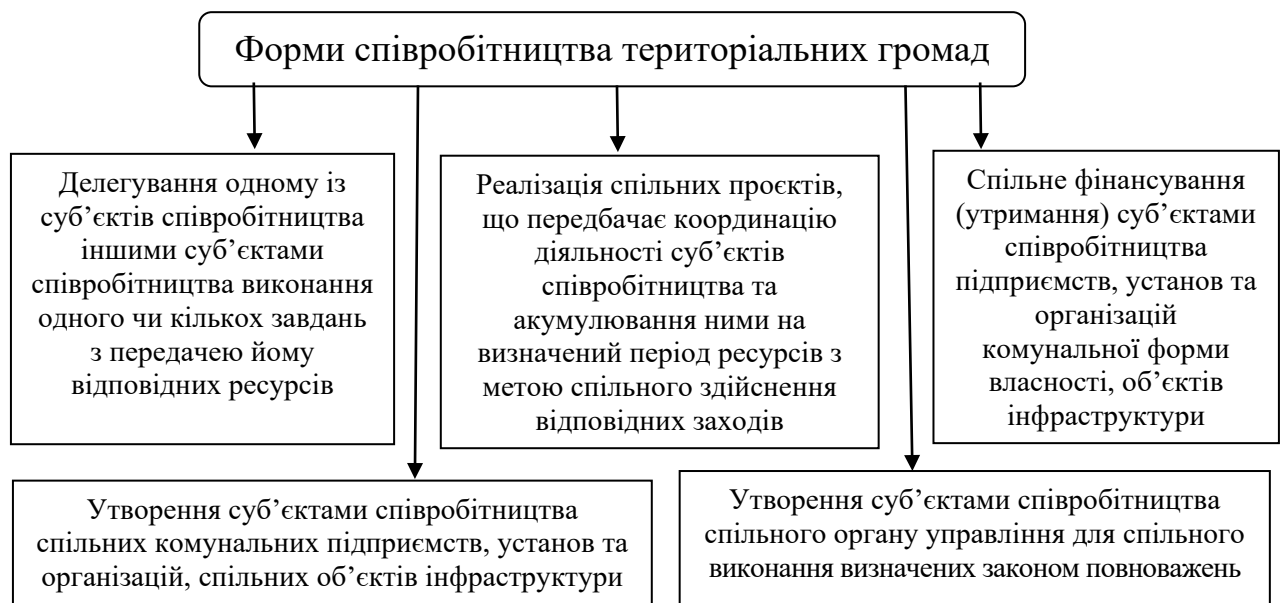 Форми співробітництва територіальних громад
Делегування одному із
суб’єктів співробітництва
іншими суб’єктами
співробітництва виконання
одного чи кількох завдань
з передачею йому
відповідних ресурсів
Реалізація спільних проєктів,
що передбачає координацію
діяльності суб’єктів
співробітництва та
акумулювання ними на
визначений період ресурсів з
метою спільного здійснення
відповідних заходів
Спільне фінансування
(утримання) суб’єктами
співробітництва
підприємств, установ та
організацій
комунальної форми
власності, об’єктів
інфраструктури
Утворення суб’єктами співробітництва
спільних комунальних підприємств, установ та
організацій, спільних об’єктів інфраструктури
Утворення суб’єктами співробітництва
спільного органу управління для спільного
виконання визначених законом повноважень